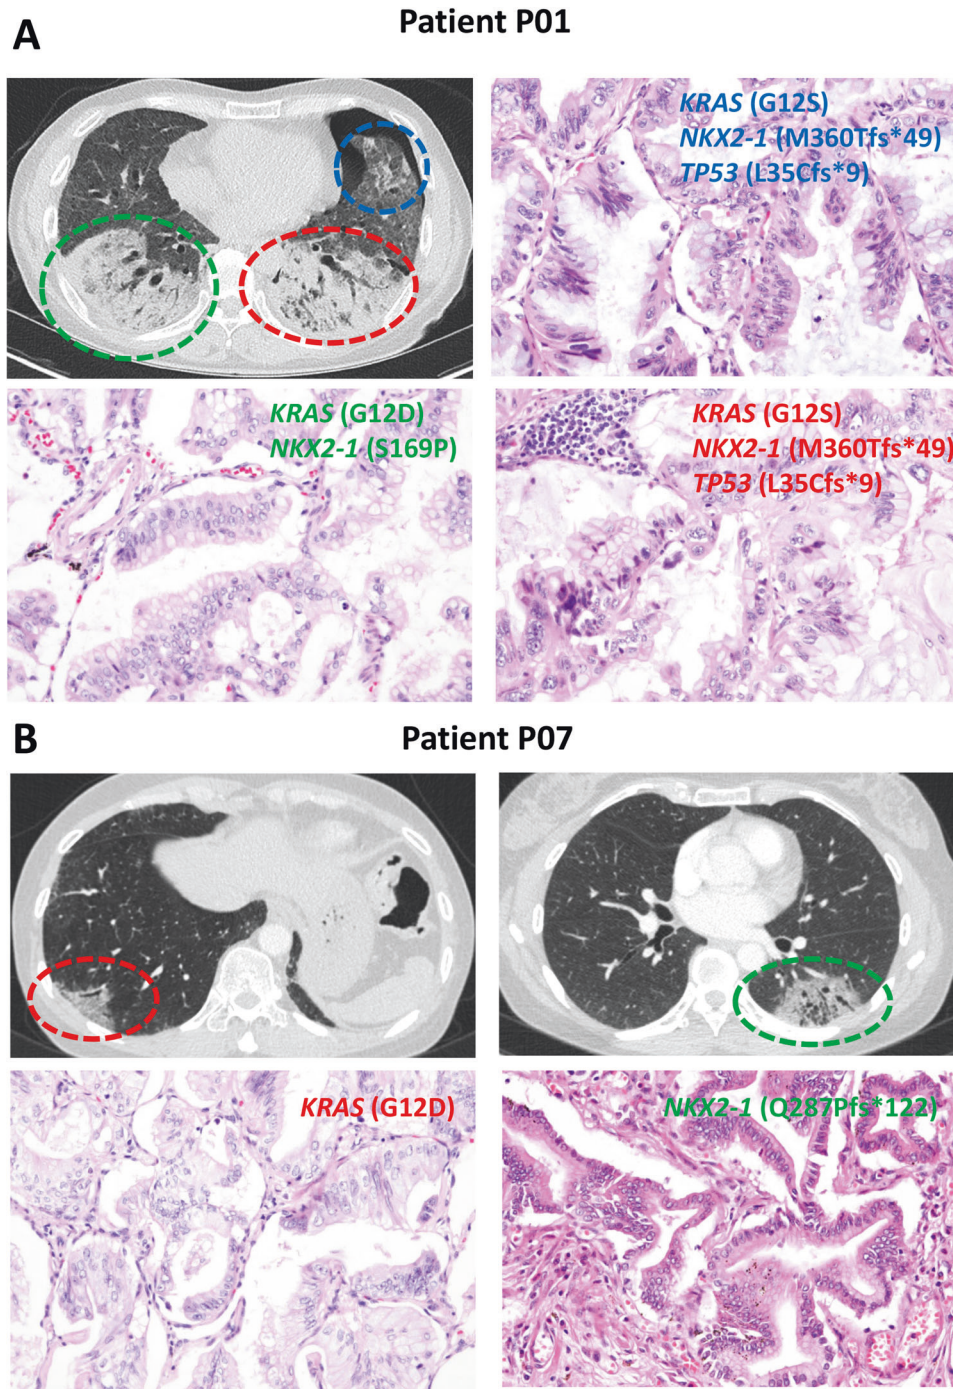 A
Patient P01
KRAS (G12S)
NKX2-1 (M360Tfs*49)
TP53 (L35Cfs*9)
KRAS (G12D)
NKX2-1 (S169P)
KRAS (G12S)
NKX2-1 (M360Tfs*49)
TP53 (L35Cfs*9)
B
Patient P07
KRAS (G12D)
NKX2-1 (Q287Pfs*122)